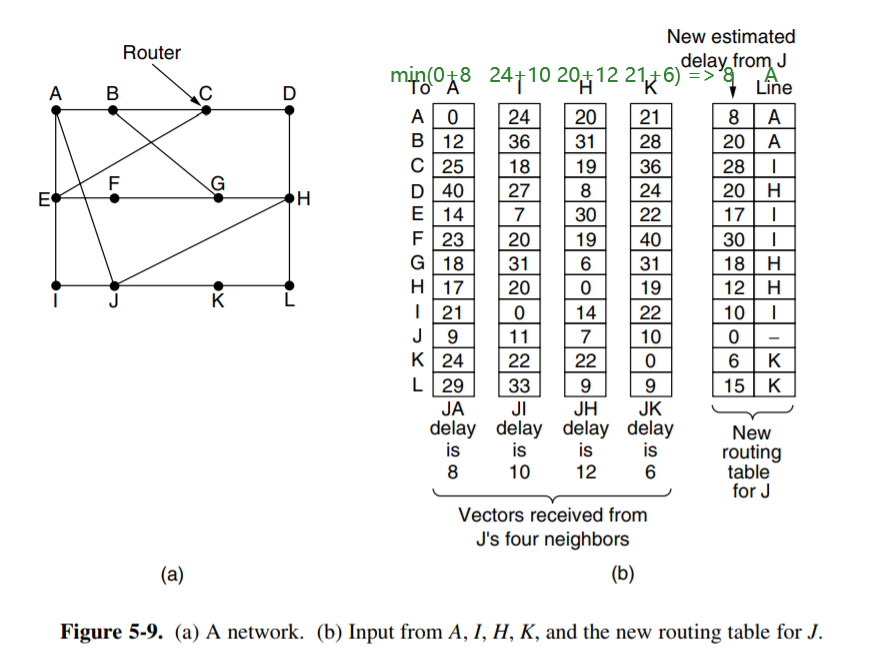 Router
A B C D
E F G H
I J K L
(a)
New estimated
delay from J
min(0+8 24+10 20+12 21+6) => 8 A
To A I H K Line
A 0 24 20 21 8 A
B 12 36 31 28 20 A
C 25 18 19 36 28 I
D 40 27 8 24 20 H
E 14 7 30 22 17 I
F 23 20 19 40 30 I
G 18 31 6 31 18 H
H 17 20 0 19 12 H
I 21 0 14 22 10 I
J 9 11 7 10 0 –
K 24 22 22 0 6 K
L 29 33 9 9 15 K
JA JI JH JK
delay delay delay delay
is is is is
8 10 12 6
New
routing
table
for J
Vectors received from
J's four neighbors
(b)
Figure 5-9. (a) A network. (b) Input from A, I, H, K, and the new routing table for J.